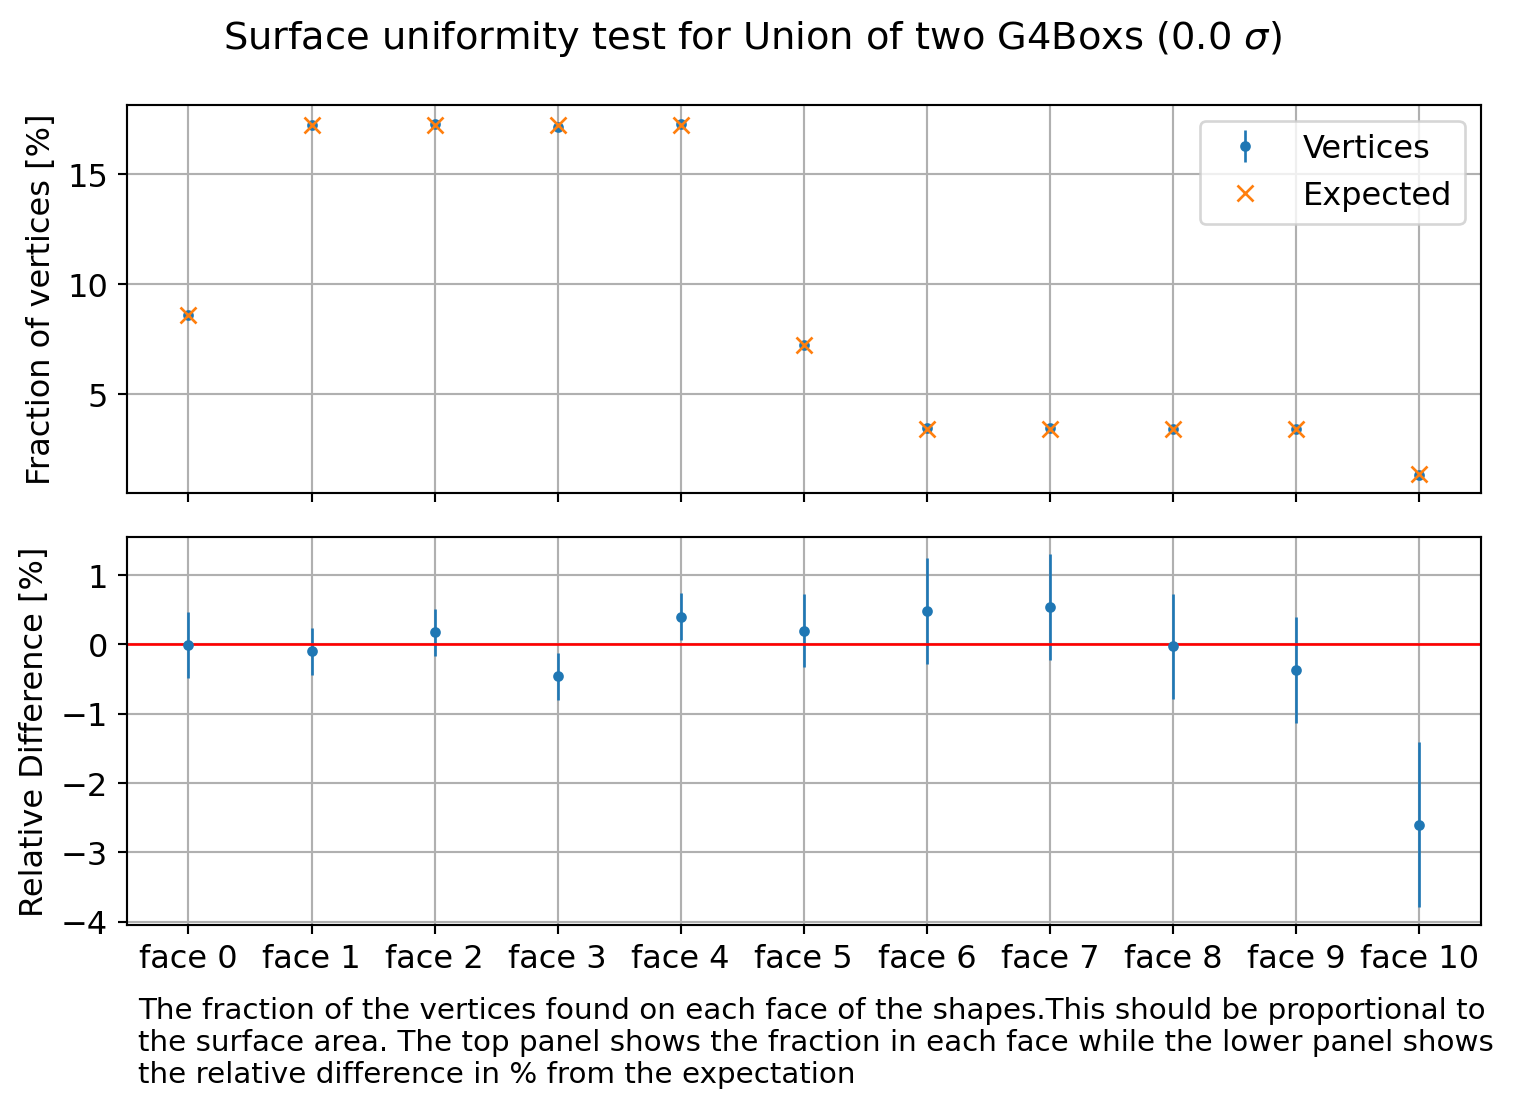 Surface uniformity test for Union of two G4Boxs (0.0 σ)
Fraction of vertices [%]
15
10
5
Vertices
Expected
Relative Difference [%]
1
0
−1
−2
−3
−4
face 0 face 1 face 2 face 3 face 4 face 5 face 6 face 7 face 8 face 9 face 10
The fraction of the vertices found on each face of the shapes.This should be proportional to
the surface area. The top panel shows the fraction in each face while the lower panel shows
the relative difference in % from the expectation